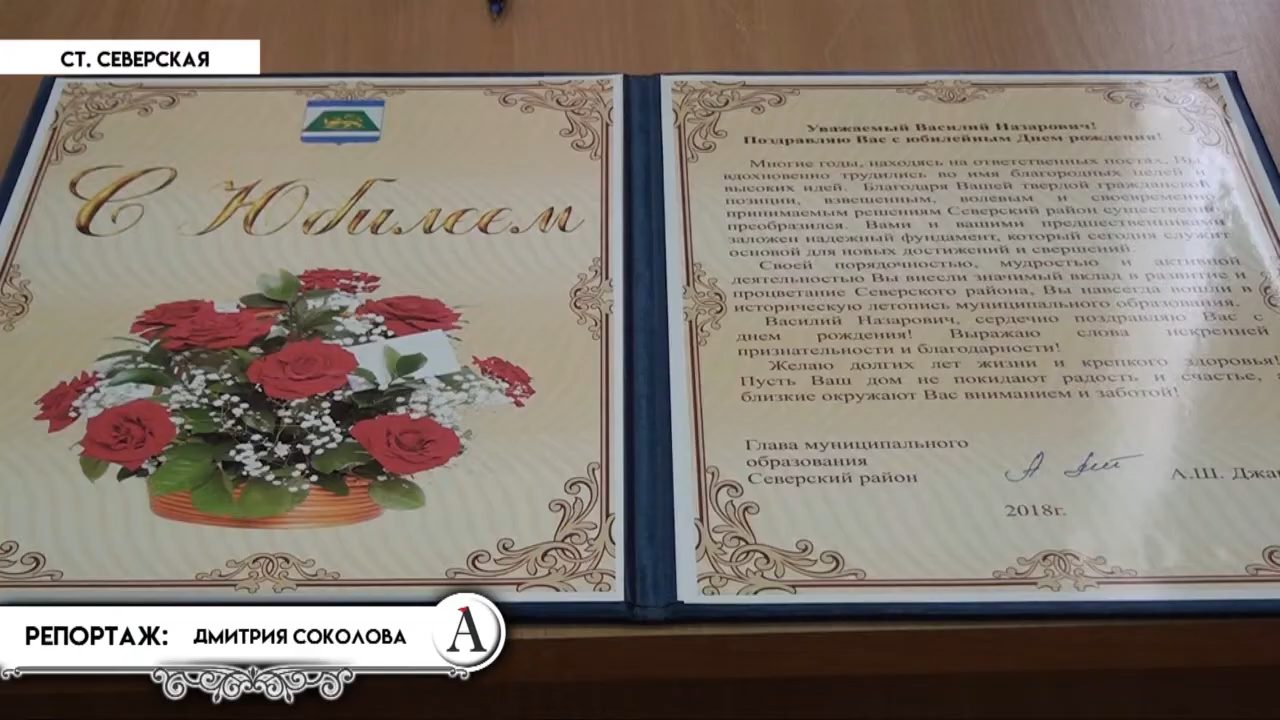 СТ. СЕВЕРСКАЯ
С Юбилеем
Уважаемый Василий Назарович!
Поздравляю Вас с юбилейным Днем рождения!
Многие годы, находясь на ответственных постах, Вы
вдохновенно трудились во имя благородных целей и
высоких идей. Благодаря Вашей твердой гражданской
позиции, взвешенным, волевым и своевременно
принимаемым решениям Северский район существенно
преобразился. Вами и вашими предшественниками
заложен надежный фундамент, который сегодня служит
основой для новых достижений и свершений.
Своей порядочностью, мудростью и активной
деятельностью Вы внесли значимый вклад в развитие и
процветание Северского района, Вы навсегда вошли в
историческую летопись муниципального образования.
Василий Назарович, сердечно поздравляю Вас с
днем рождения! Выражаю слова искренней
признательности и благодарности!
Желаю долгих лет жизни и крепкого здоровья!
Пусть Ваш дом не покидают радость и счастье, а
близкие окружают Вас вниманием и заботой!
Глава муниципального
образования
Северский район
А.Ш. Джа
2018г.
РЕПОРТАЖ: ДМИТРИЯ СОКОЛОВА
А